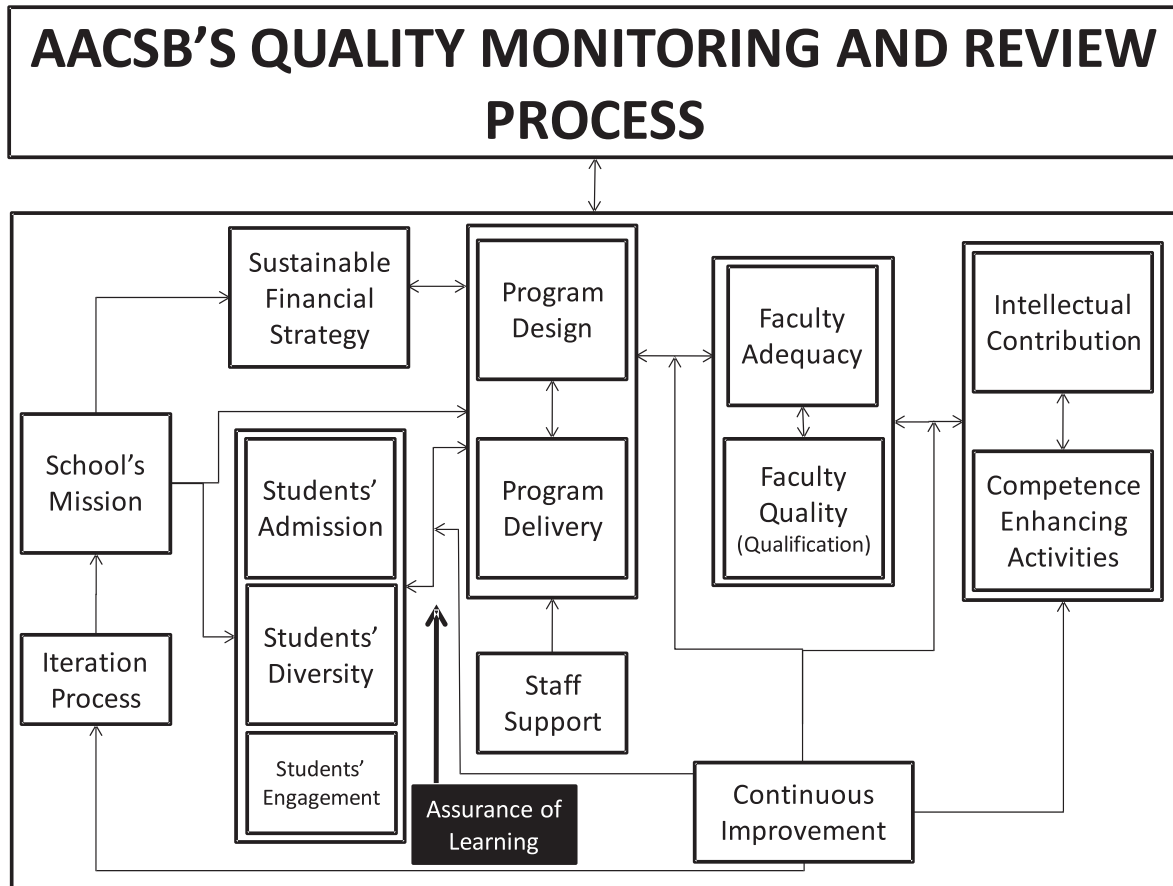 AACSB’S QUALITY MONITORING AND REVIEW
PROCESS
Sustainable
Financial
Strategy
Program
Design
Faculty
Adequacy
Intellectual
Contribution
School’s
Mission
Students’
Admission
Program
Delivery
Faculty
Quality
(Qualification)
Competence
Enhancing
Activities
Iteration
Process
Students’
Diversity
Staff
Support
Students’
Engagement
Assurance of
Learning
Continuous
Improvement